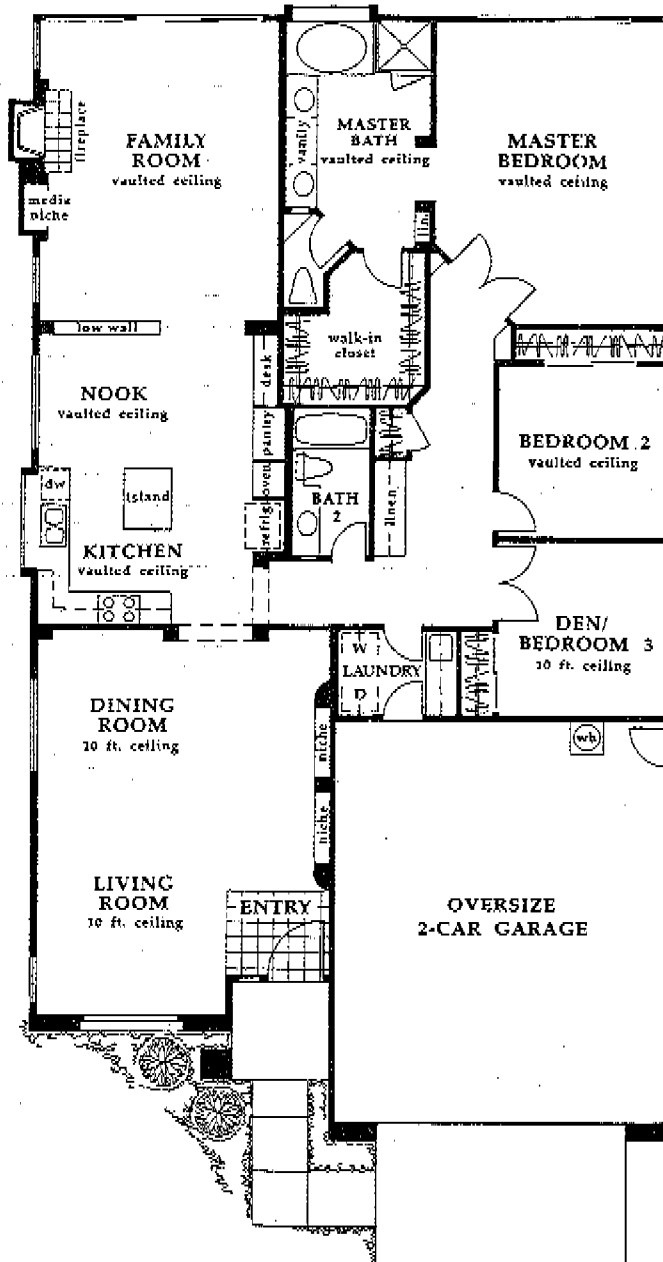 FAMILY
ROOM
vaulted ceiling
fireplace
media
niche
vanity
MASTER
BATH
vaulted ceiling
MASTER
BEDROOM
vaulted ceiling
lin
low wall
walk-in
closet
desk
NOOK
vaulted ceiling
pantry
oven
refrig
dw
island
KITCHEN
vaulted ceiling
BATH
2
linen
BEDROOM 2
vaulted ceiling
DEN/
BEDROOM 3
10 ft. ceiling
W
LAUNDRY
D
DINING
ROOM
10 ft. ceiling
niche
niche
wh
LIVING
ROOM
10 ft. ceiling
ENTRY
OVERSIZE
2-CAR GARAGE